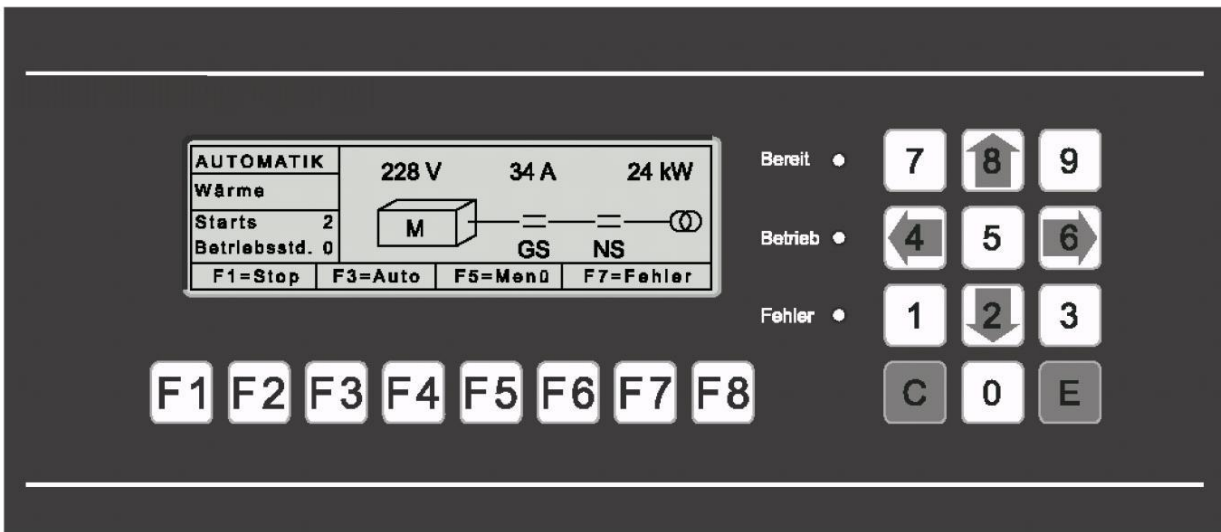 AUTOMATIK
Wärme
Starts 2
Betriebsstd. 0
228 V 34 A 24 kW
M
GS NS
F1=Stop F3=Auto F5=Menü F7=Fehler
Bereit
Betrieb
Fehler
7 8 9
4 5 6
1 2 3
C 0 E
F1 F2 F3 F4 F5 F6 F7 F8